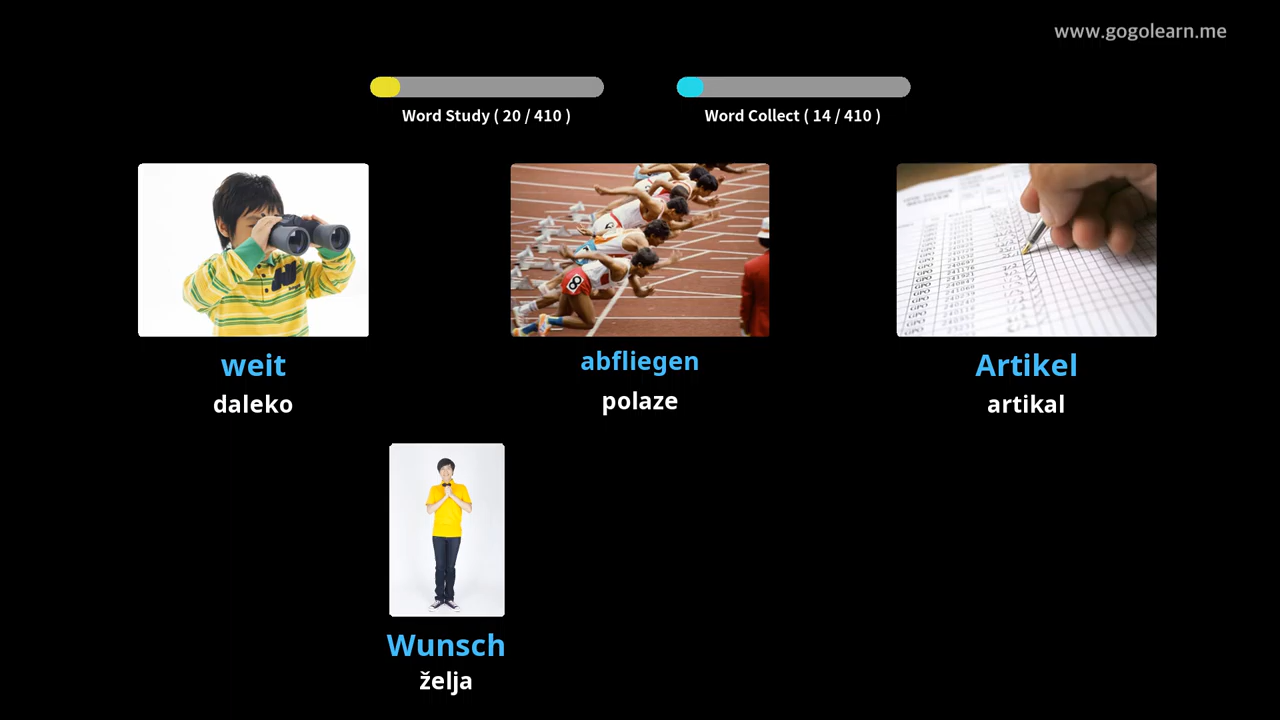 www.gogolearn.me
Word Study ( 20 / 410 )
Word Collect ( 14 / 410 )
weit
daleko
abfliegen
polaze
Artikel
artikal
Wunsch
želja